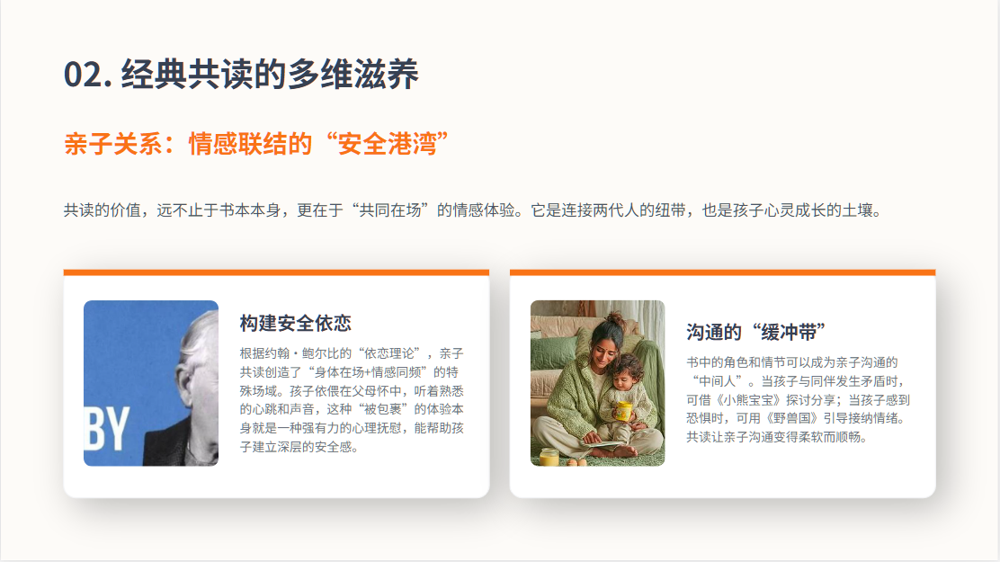 02. 经典共读的多维滋养
亲子关系：情感联结的“安全港湾”
共读的价值，远不止于书本本身，更在于“共同在场”的情感体验。它是连接两代人的纽带，也是孩子心灵成长的土壤。
BY
构建安全依恋
根据约翰·鲍尔比的“依恋理论”，亲子
共读创造了“身体在场+情感同频”的特
殊场域。孩子依偎在父母怀中，听着熟悉
的心跳和声音，这种“被包裹”的体验本
身就是一种强有力的心理抚慰，能帮助孩
子建立深层的安全感。
沟通的“缓冲带”
书中的角色和情节可以成为亲子沟通的
“中间人”。当孩子与同伴发生矛盾时，
可借《小熊宝宝》探讨分享；当孩子感到
恐惧时，可用《野兽国》引导接纳情绪。
共读让亲子沟通变得柔软而顺畅。